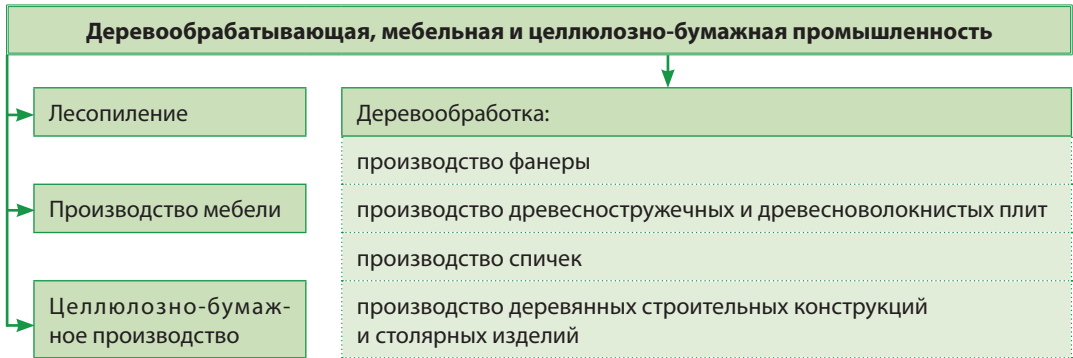 Деревообрабатывающая, мебельная и целлюлозно-бумажная промышленность
Лесопиление
Производство мебели
Целлюлозно-бумаж-
ное производство
Деревообработка:
производство фанеры
производство древесностружечных и древесноволокнистых плит
производство спичек
производство деревянных строительных конструкций
и столярных изделий